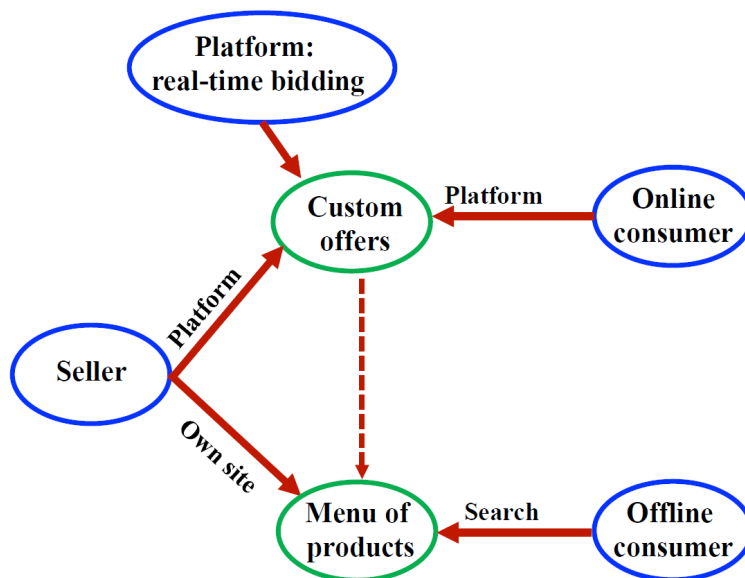 Platform:
real-time bidding
Custom
offers
Platform
Online
consumer
Platform
Seller
Own site
Menu of
products
Search
Offline
consumer